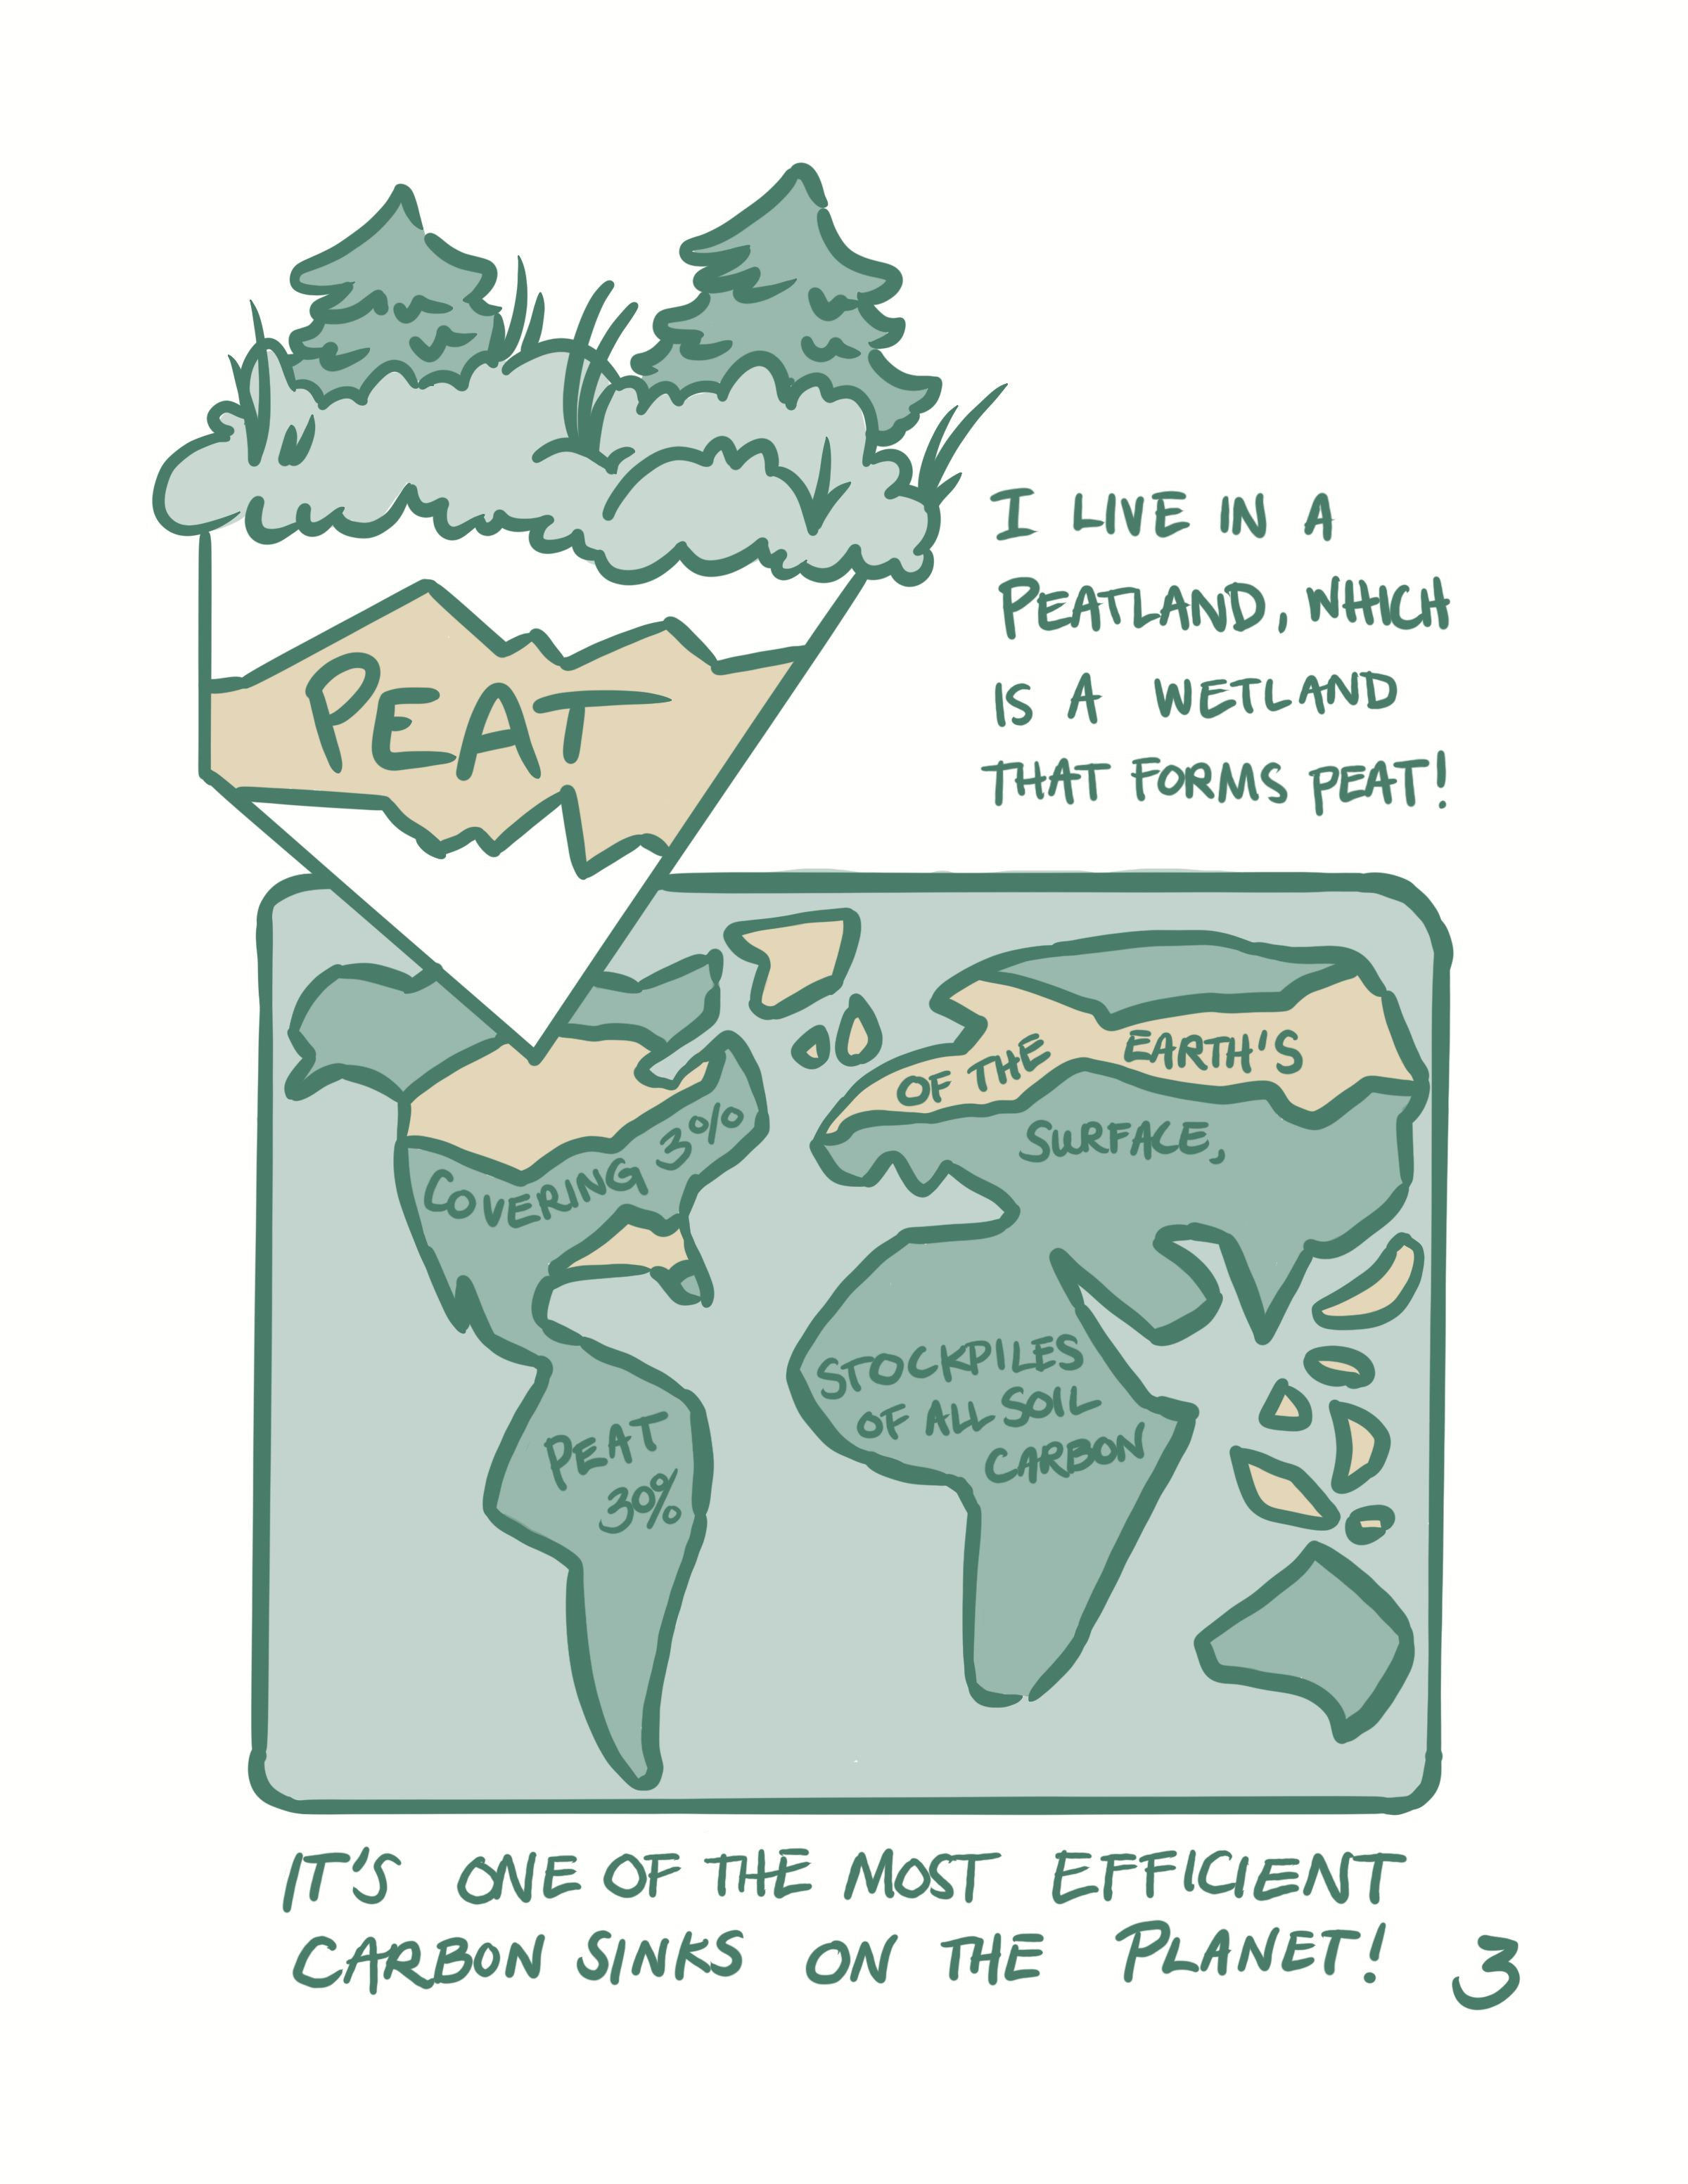 I LIVE IN A
PEATLAND, WHICH
IS A WETLAND
THAT FORMS PEAT!
PEAT
COVERING 3%
OF THE EARTH'S
SURFACE,
PEAT
30%
STOCKPILES
OF ALL SOIL
CARBON
IT'S ONE OF THE MOST EFFICIENT
CARBON SINKS ON THE PLANET!
3